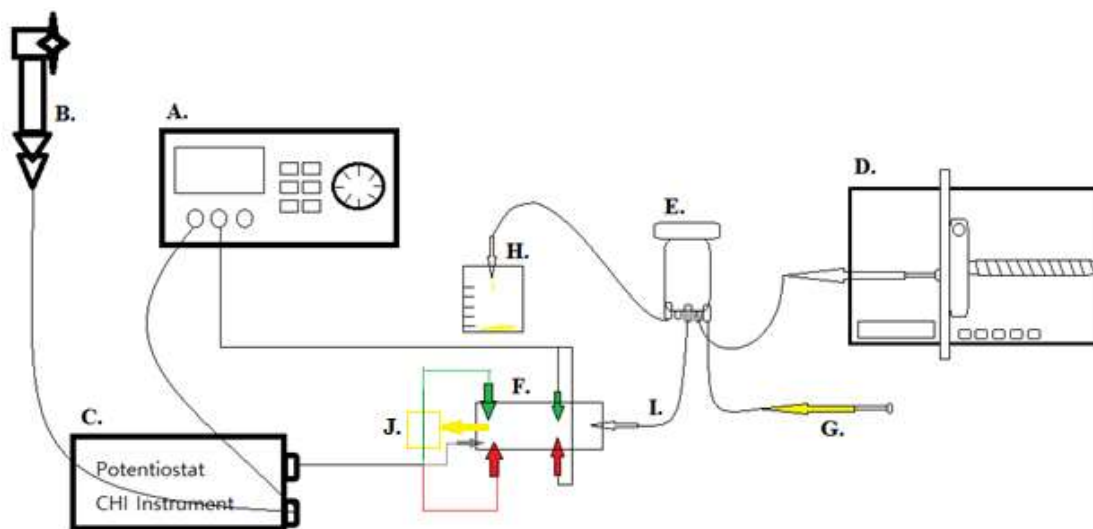 A.
B.
D.
E.
H.
F.
I.
G.
J.
C.
Potentiostat
CHI Instrument